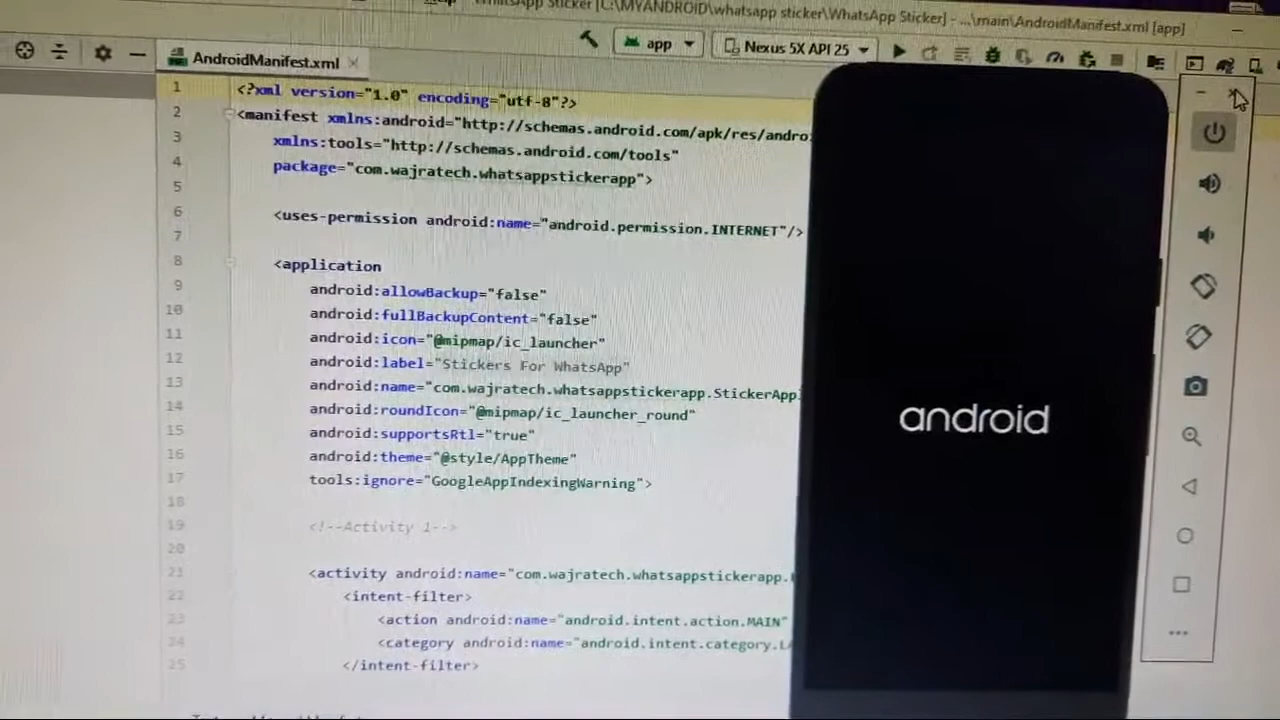 WhatsApp Sticker [C:\MYANDROID\whatsapp sticker\WhatsApp Sticker] - ...\main\AndroidManifest.xml [app]
app
Nexus 5X API 25
AndroidManifest.xml
1 <?xml version="1.0" encoding="utf-8"?>
2 <manifest xmlns:android="http://schemas.android.com/apk/res/andro
3 xmlns:tools="http://schemas.android.com/tools"
4 package="com.wajratech.whatsappstickerapp">
5
6 <uses-permission android:name="android.permission.INTERNET"/>
7
8 <application
9 android:allowBackup="false"
10 android:fullBackupContent="false"
11 android:icon="@mipmap/ic_launcher"
12 android:label="Stickers For WhatsApp"
13 android:name="com.wajratech.whatsappstickerapp.StickerAppl
14 android:roundIcon="@mipmap/ic_launcher_round"
15 android:supportsRtl="true"
16 android:theme="@style/AppTheme"
17 tools:ignore="GoogleAppIndexingWarning">
18
19 <!--Activity 1-->
20
21 <activity android:name="com.wajratech.whatsappstickerapp.
22 <intent-filter>
23 <action android:name="android.intent.action.MAIN"
24 <category android:name="android.intent.category.LA
25 </intent-filter>
android